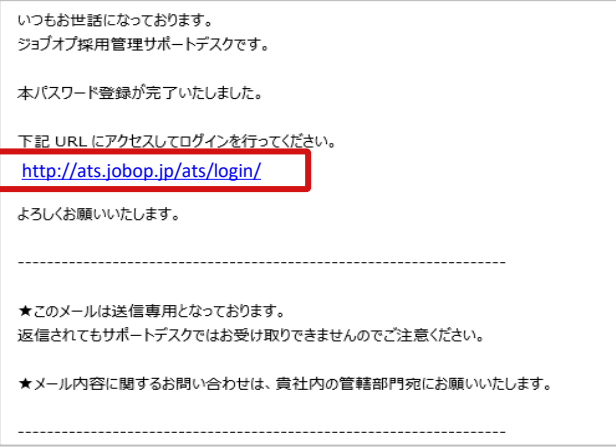 いつもお世話になっております。
ジョブオプ採用管理サポートデスクです。
本パスワード登録が完了いたしました。
下記 URL にアクセスしてログインを行ってください。
http://ats.jobop.jp/ats/login/
よろしくお願いいたします。
-------------------------------------------------------------------
★このメールは送信専用となっております。
返信されてもサポートデスクではお受け取りできませんのでご注意ください。
★メール内容に関するお問い合わせは、貴社内の管轄部門宛にお願いいたします。
-------------------------------------------------------------------